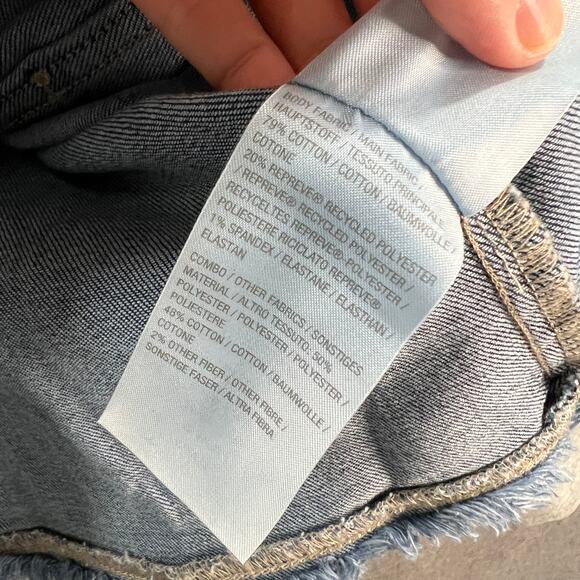 BODY FABRIC / MAIN FABRIC /
HAUPTSTOFF / TESSUTO PRINCIPALE
79% COTTON / COTTON / BAUMWOLLE /
COTONE
20% REPREVE® RECYCLED POLYESTER
/ REPREVE® RECYCLED POLYESTER /
RECYCELTES REPREVE®-POLYESTER /
POLIESTERE RICICLATO REPREVE®
1% SPANDEX / ELASTANE / ELASTHAN /
ELASTAN
COMBO / OTHER FABRICS / SONSTIGES
MATERIAL / ALTRO TESSUTO: 50%
POLYESTER / POLYESTER / POLYESTER /
POLIESTERE
48% COTTON / COTTON / BAUMWOLLE /
COTONE
2% OTHER FIBER / OTHER FIBRE /
SONSTIGE FASER / ALTRA FIBRA